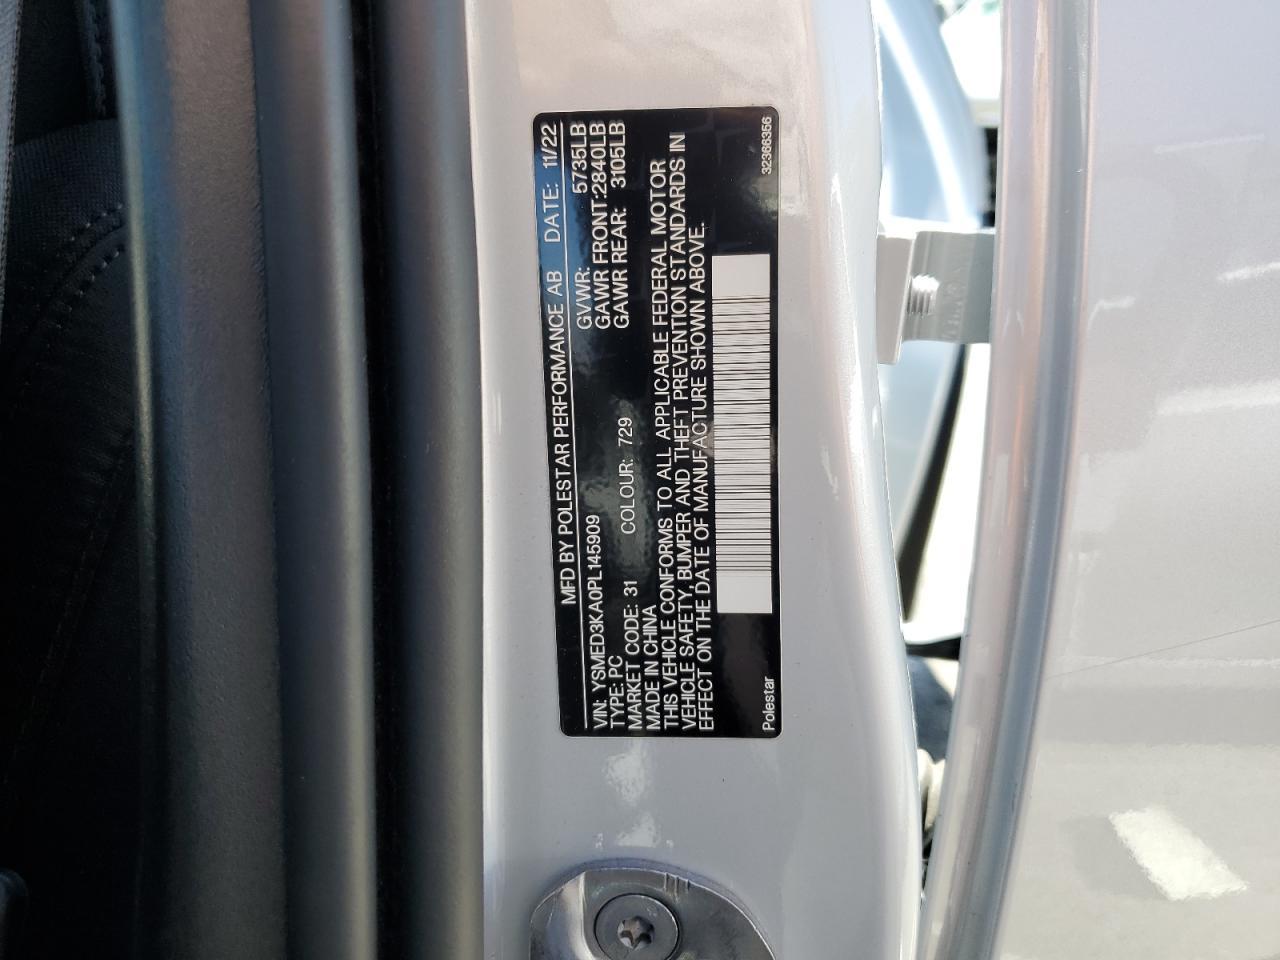 MFD BY POLESTAR PERFORMANCE AB DATE: 11/22
VIN: YSMED3KA0PL145909 GVWR: 5735LB
TYPE: PC GAWR FRONT:2840LB
MARKET CODE: 31 COLOUR: 729 GAWR REAR: 3105LB
MADE IN CHINA
THIS VEHICLE CONFORMS TO ALL APPLICABLE FEDERAL MOTOR
VEHICLE SAFETY, BUMPER AND THEFT PREVENTION STANDARDS IN
EFFECT ON THE DATE OF MANUFACTURE SHOWN ABOVE.
Polestar 32366356